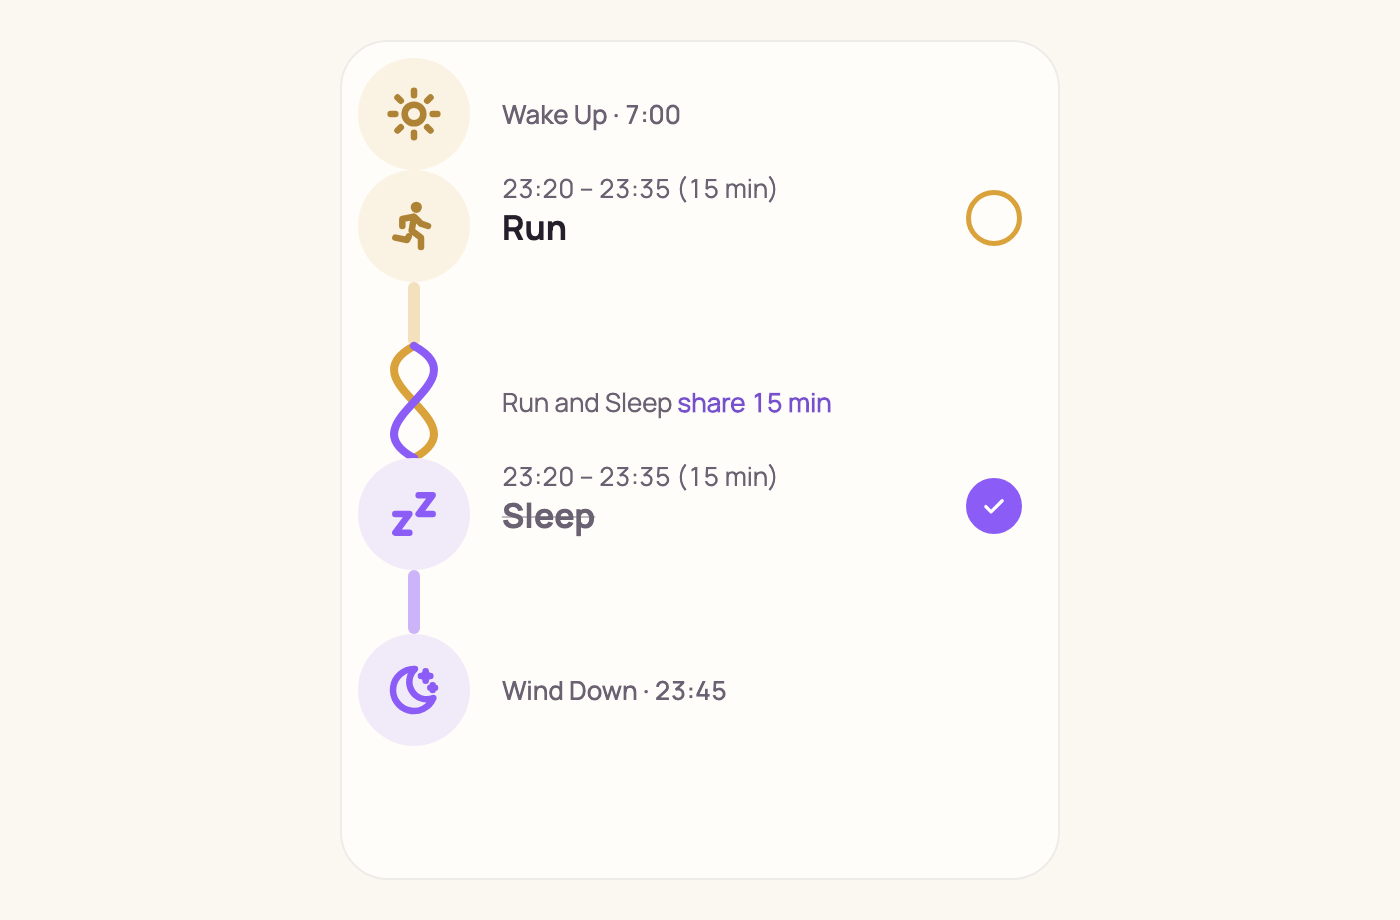 Wake Up · 7:00
23:20 – 23:35 (15 min)
Run
Run and Sleep share 15 min
23:20 – 23:35 (15 min)
Sleep
Wind Down · 23:45